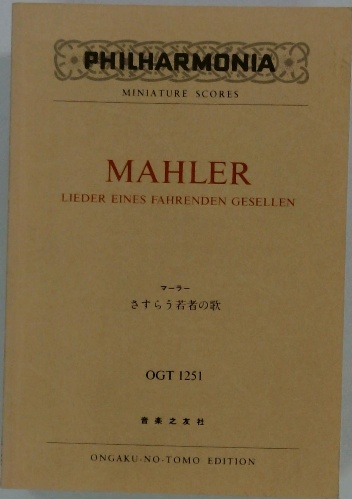 PHILHARMONIA
MINIATURE SCORES
MAHLER
LIEDER EINES FAHRENDEN GESELLEN
マーラー
さすらう若者の歌
OGT 1251
音楽之友社
ONGAKU-NO-TOMO EDITION